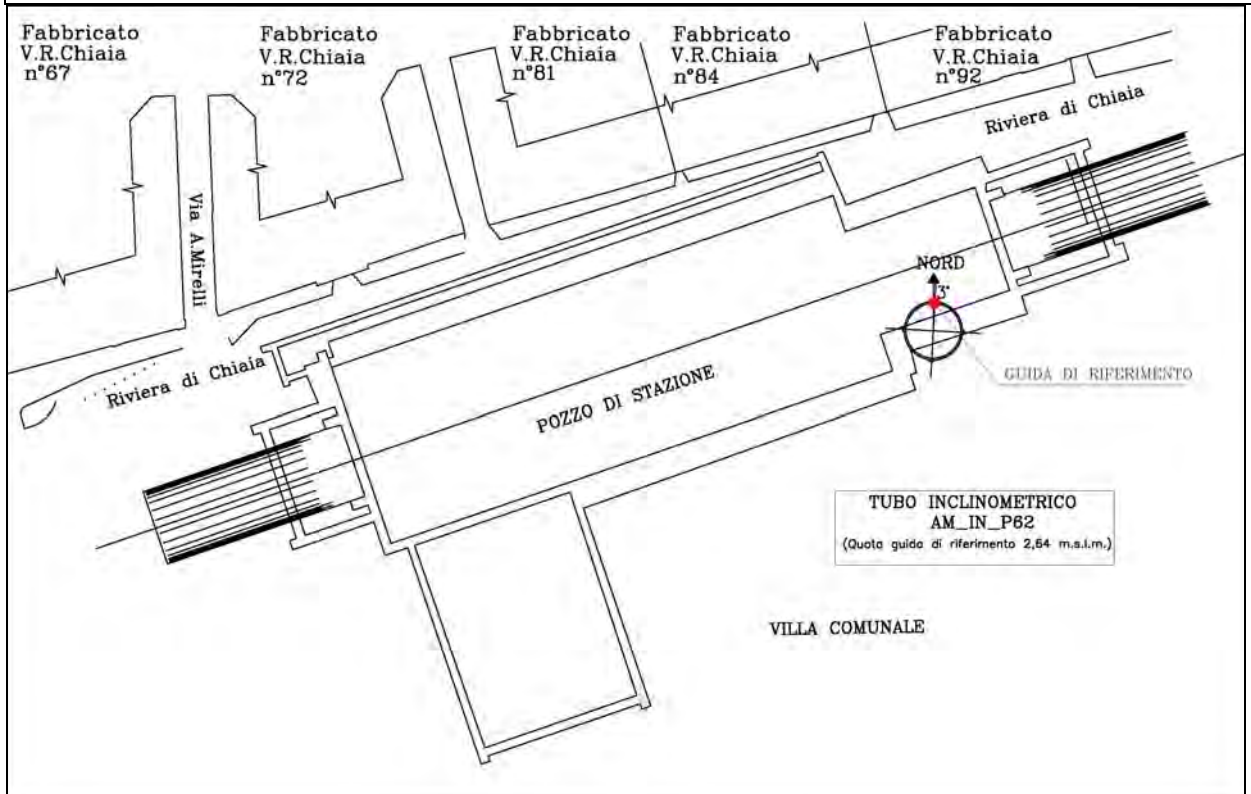 Fabbricato
V.R.Chiaia
n°67
Fabbricato
V.R.Chiaia
n°72
Fabbricato
V.R.Chiaia
n°81
Fabbricato
V.R.Chiaia
n°84
Fabbricato
V.R.Chiaia
n°92
Riviera di Chiaia
Via A.Mirelli
NORD
3°
Riviera di Chiaia
GUIDA DI RIFERIMENTO
POZZO DI STAZIONE
TUBO INCLINOMETRICO
AM_IN_P62
(Quota guida di riferimento 2,64 m.s.l.m.)
VILLA COMUNALE